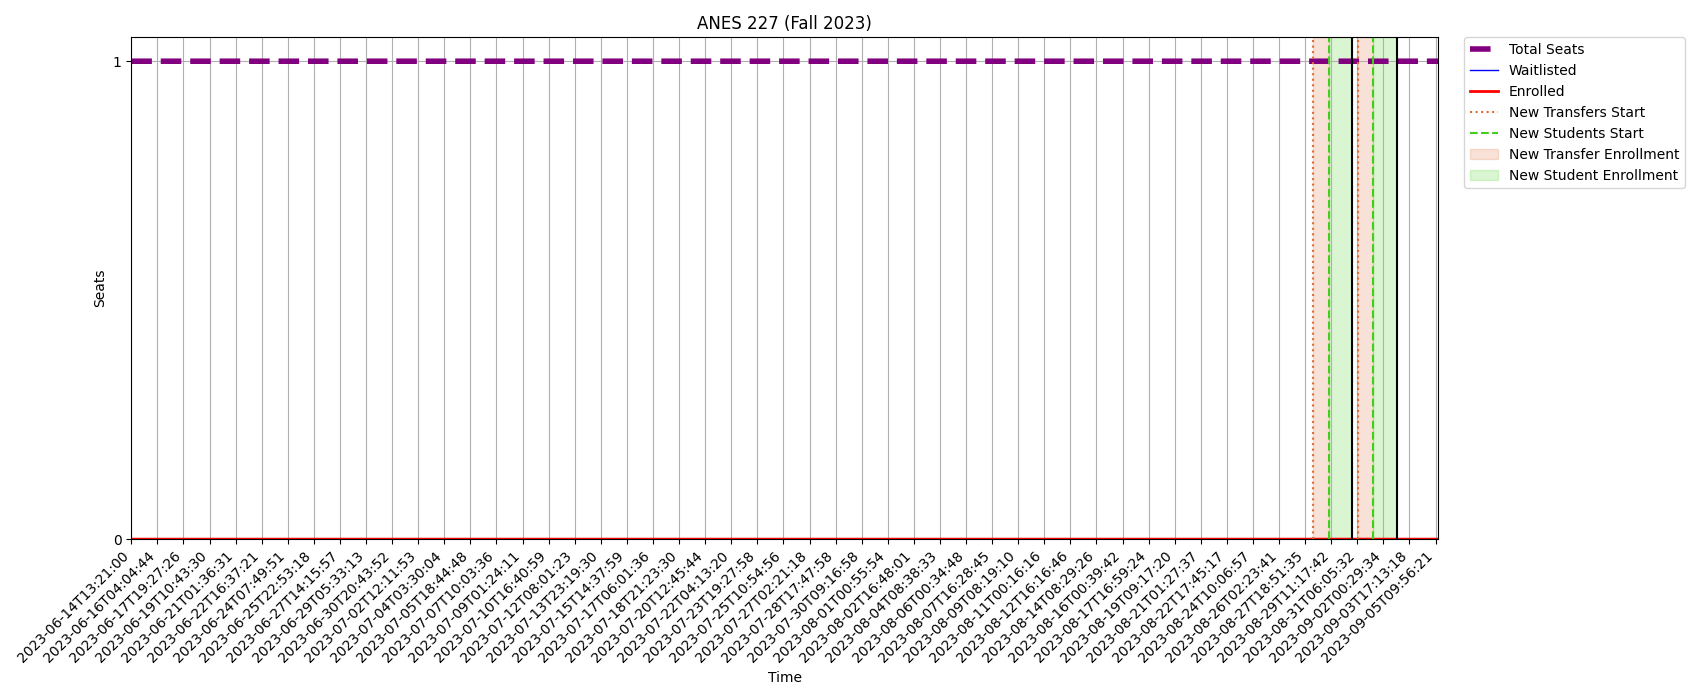 ANES 227 (Fall 2023)
Total Seats
Waitlisted
Enrolled
New Transfers Start
New Students Start
New Transfer Enrollment
New Student Enrollment
Seats
1
0
2023-06-14T13:21:00
2023-06-16T04:04:44
2023-06-17T19:27:26
2023-06-19T10:43:30
2023-06-21T01:36:31
2023-06-22T16:37:21
2023-06-24T07:49:51
2023-06-25T22:53:18
2023-06-27T14:15:57
2023-06-29T05:33:13
2023-06-30T20:43:52
2023-07-02T12:11:53
2023-07-04T03:30:04
2023-07-05T18:44:48
2023-07-07T10:03:36
2023-07-09T01:24:11
2023-07-10T16:40:59
2023-07-12T08:01:23
2023-07-13T23:19:30
2023-07-15T14:37:59
2023-07-17T06:01:36
2023-07-18T21:23:30
2023-07-20T12:45:44
2023-07-22T04:13:20
2023-07-23T19:27:58
2023-07-25T10:54:56
2023-07-27T02:21:18
2023-07-28T17:47:58
2023-07-30T09:16:58
2023-08-01T00:55:54
2023-08-02T16:48:01
2023-08-04T08:38:33
2023-08-06T00:34:48
2023-08-07T16:28:45
2023-08-09T08:19:10
2023-08-11T00:16:16
2023-08-12T16:16:46
2023-08-14T08:29:26
2023-08-16T00:39:42
2023-08-17T16:59:24
2023-08-19T09:17:20
2023-08-21T01:27:37
2023-08-22T17:45:17
2023-08-24T10:06:57
2023-08-26T02:23:41
2023-08-27T18:51:35
2023-08-29T11:17:42
2023-08-31T06:05:32
2023-09-02T00:29:34
2023-09-03T17:13:18
2023-09-05T09:56:21
Time